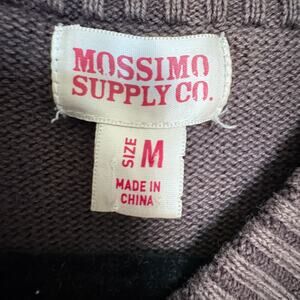 MOSSIMO
SUPPLY CO.
SIZE M
MADE IN
CHINA